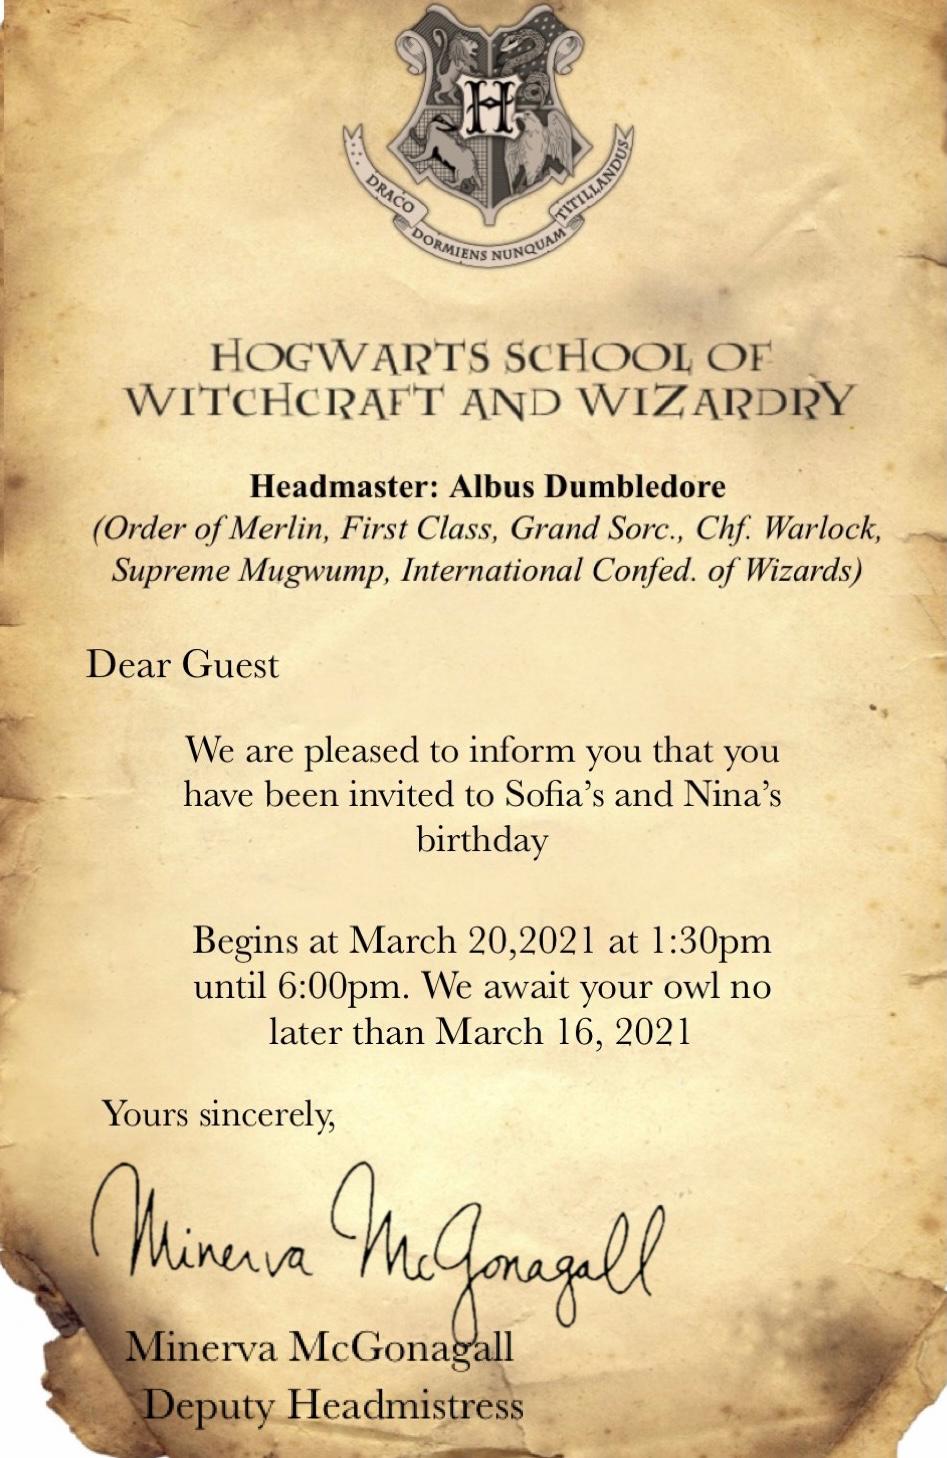 H
DRACO DORMIENS NUNQUAM TITILLANDUS
HOGWARTS SCHOOL OF
WITCHCRAFT AND WIZARDRY
Headmaster: Albus Dumbledore
(Order of Merlin, First Class, Grand Sorc., Chf. Warlock,
Supreme Mugwump, International Confed. of Wizards)
Dear Guest
We are pleased to inform you that you
have been invited to Sofia's and Nina's
birthday
Begins at March 20,2021 at 1:30pm
until 6:00pm. We await your owl no
later than March 16, 2021
Yours sincerely,
Minerva McGonagall
Minerva McGonagall
Deputy Headmistress